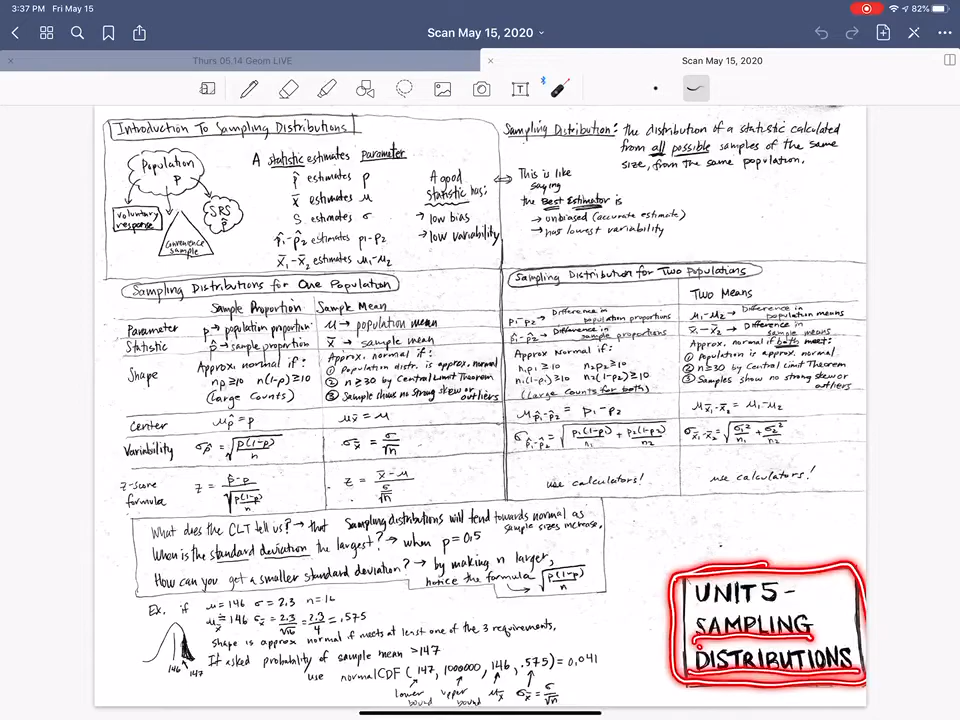 3:37 PM Fri May 15
82%
Scan May 15, 2020
Thurs 05.14 Geom LIVE
Scan May 15, 2020
Introduction To Sampling Distributions
Population
p
voluntary
response
Convenience
sample
SRS
p̂
A statistic estimates Parameter
p̂ estimates p
x̄ estimates μ
S estimates σ
p̂₁-p̂₂ estimates p₁-p₂
x̄₁-x̄₂ estimates μ₁-μ₂
A good
statistic has:
→ low bias
→ low variability
Sampling Distribution: the distribution of a statistic calculated
from all possible samples of the same
size, from the same population.
⇔ This is like
saying
the Best Estimator is
→ unbiased (accurate estimate)
→ has lowest variability
Sampling Distributions for One Population
Sample Proportion Sample Mean
Parameter p → population proportion μ → population mean
Statistic p̂ → sample proportion x̄ → sample mean
Shape
Approx. normal if:
np ≥10 n(1-p) ≥10
(Large Counts)
Approx. normal if:
① Population distr. is approx. normal
② n ≥ 30 by Central Limit Theorem
③ Sample shows no strong skew or
outliers
Center μp̂ = p μx̄ = μ
Variability σp̂ = √(p(1-p)/n) σx̄ = σ/√n
z-score
formula
z = (p̂-p)/√(p(1-p)/n) z = (x̄-μ)/(σ/√n)
Sampling Distribution for Two Populations
Two Means
p₁-p₂ → Difference in
population proportions
p̂₁-p̂₂ → Difference in
sample proportions
Approx Normal if:
n₁p₁ ≥10 n₂p₂ ≥10
n₁(1-p₁) ≥10 n₂(1-p₂) ≥10
(Large Counts for both)
μp̂₁-p̂₂ = p₁-p₂
σp̂₁-p̂₂ = √(p₁(1-p₁)/n₁ + p₂(1-p₂)/n₂)
use calculators!
μ₁-μ₂ → Difference in
population means
x̄₁-x̄₂ → Difference in
sample means
Approx. normal if both meet:
① Population is approx. normal
② n≥30 by Central Limit Theorem
③ Samples show no strong skew or
outliers
μx̄₁-x̄₂ = μ₁-μ₂
σx̄₁-x̄₂ = √(σ₁²/n₁ + σ₂²/n₂)
use calculators!
What does the CLT tell us? → that Sampling distributions will tend towards normal as
sample sizes increase.
When is the standard deviation the largest? → when p=0.5
How can you get a smaller standard deviation? → by making n larger,
notice the formula → √(p(1-p)/n)
Ex. if μ=146 σ=2.3 n=16
μx̄=146 σx̄ = 2.3/√16 = 2.3/4 = .575
Shape is approx normal if meets at least one of the 3 requirements.
If asked probability of sample mean >147
146
147
use normalCDF (147, 1000000, 146, .575) = 0.041
lower
bound
upper
bound
μx̄
σx̄ = σ/√n
UNIT 5 -
SAMPLING
DISTRIBUTIONS